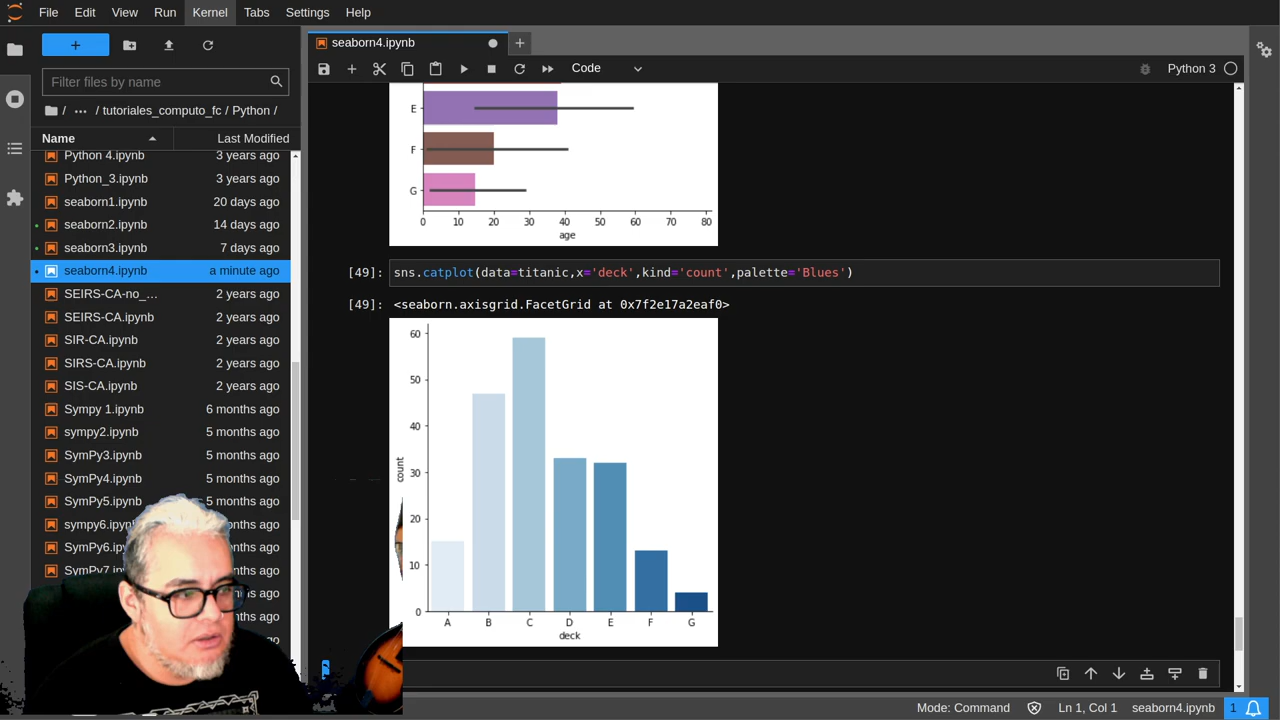 File Edit View Run Kernel Tabs Settings Help
seaborn4.ipynb
Code
Python 3
Filter files by name
/ ... / tutoriales_computo_fc / Python /
Name Last Modified
Python 4.ipynb 3 years ago
Python_3.ipynb 3 years ago
seaborn1.ipynb 20 days ago
seaborn2.ipynb 14 days ago
seaborn3.ipynb 7 days ago
seaborn4.ipynb a minute ago
SEIRS-CA-no_... 2 years ago
SEIRS-CA.ipynb 2 years ago
SIR-CA.ipynb 2 years ago
SIRS-CA.ipynb 2 years ago
SIS-CA.ipynb 2 years ago
Sympy 1.ipynb 6 months ago
sympy2.ipynb 5 months ago
SymPy3.ipynb 5 months ago
SymPy4.ipynb 5 months ago
SymPy5.ipynb 5 months ago
months ago
months ago
months ago
E
F
G
0 10 20 30 40 50 60 70 80
age
[49]: sns.catplot(data=titanic,x='deck',kind='count',palette='Blues')
[49]: <seaborn.axisgrid.FacetGrid at 0x7f2e17a2eaf0>
60
50
40
30
20
10
0
count
A B C D E F G
deck
Mode: Command Ln 1, Col 1 seaborn4.ipynb 1